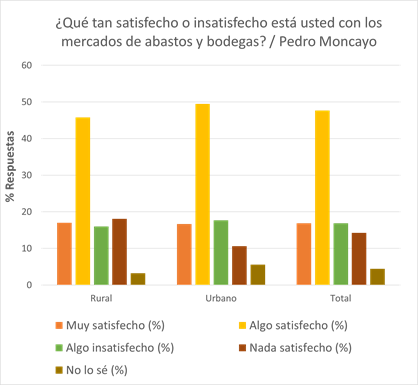 ¿Qué tan satisfecho o insatisfecho está usted con los
mercados de abastos y bodegas? / Pedro Moncayo
60
50
40
30
20
10
0
% Respuestas
Rural Urbano Total
Muy satisfecho (%) Algo satisfecho (%)
Algo insatisfecho (%) Nada satisfecho (%)
No lo sé (%)